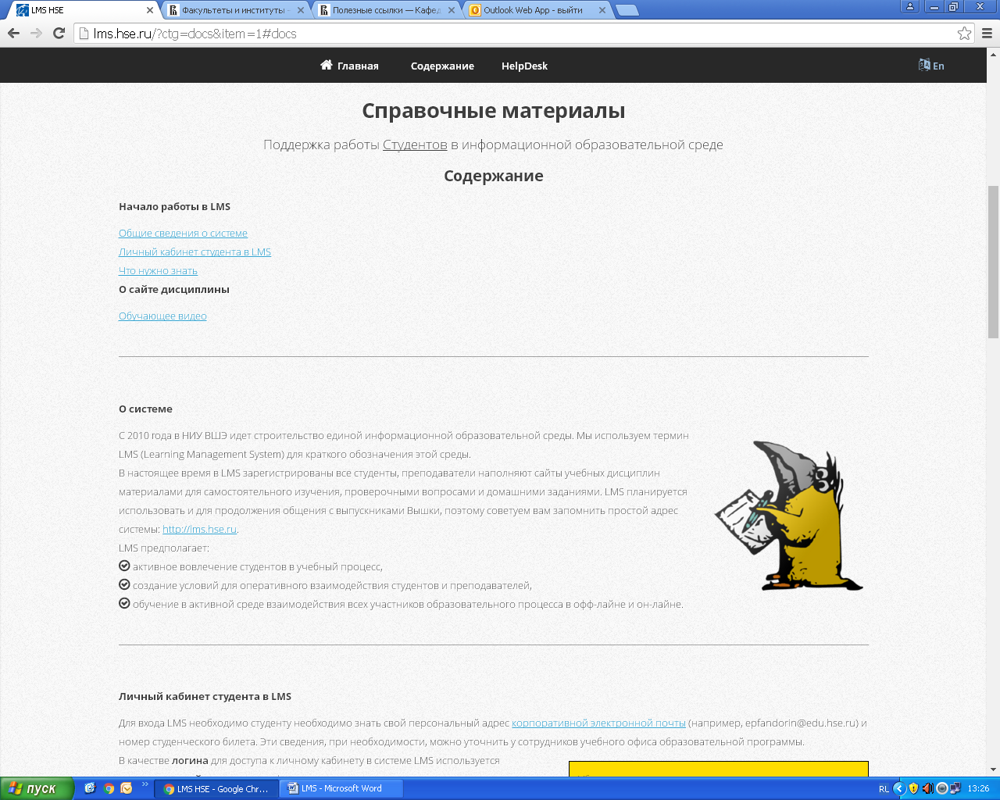 LMS HSE
Факультеты и институты -
Полезные ссылки — Кафед
Outlook Web App - выйти
lms.hse.ru/?ctg=docs&item=1#docs
Главная Содержание HelpDesk En
Справочные материалы
Поддержка работы Студентов в информационной образовательной среде
Содержание
Начало работы в LMS
Общие сведения о системе
Личный кабинет студента в LMS
Что нужно знать
О сайте дисциплины
Обучающее видео
О системе
С 2010 года в НИУ ВШЭ идет строительство единой информационной образовательной среды. Мы используем термин
LMS (Learning Management System) для краткого обозначения этой среды.
В настоящее время в LMS зарегистрированы все студенты, преподаватели наполняют сайты учебных дисциплин
материалами для самостоятельного изучения, проверочными вопросами и домашними заданиями. LMS планируется
использовать и для продолжения общения с выпускниками Вышки, поэтому советуем вам запомнить простой адрес
системы: http://lms.hse.ru.
LMS предполагает:
активное вовлечение студентов в учебный процесс,
создание условий для оперативного взаимодействия студентов и преподавателей,
обучение в активной среде взаимодействия всех участников образовательного процесса в офф-лайне и он-лайне.
Личный кабинет студента в LMS
Для входа LMS необходимо студенту необходимо знать свой персональный адрес корпоративной электронной почты (например, epfandorin@edu.hse.ru) и
номер студенческого билета. Эти сведения, при необходимости, можно уточнить у сотрудников учебного офиса образовательной программы.
В качестве логина для доступа к личному кабинету в системе LMS используется
пуск
LMS HSE - Google Chr...
LMS - Microsoft Word
RL
13:26